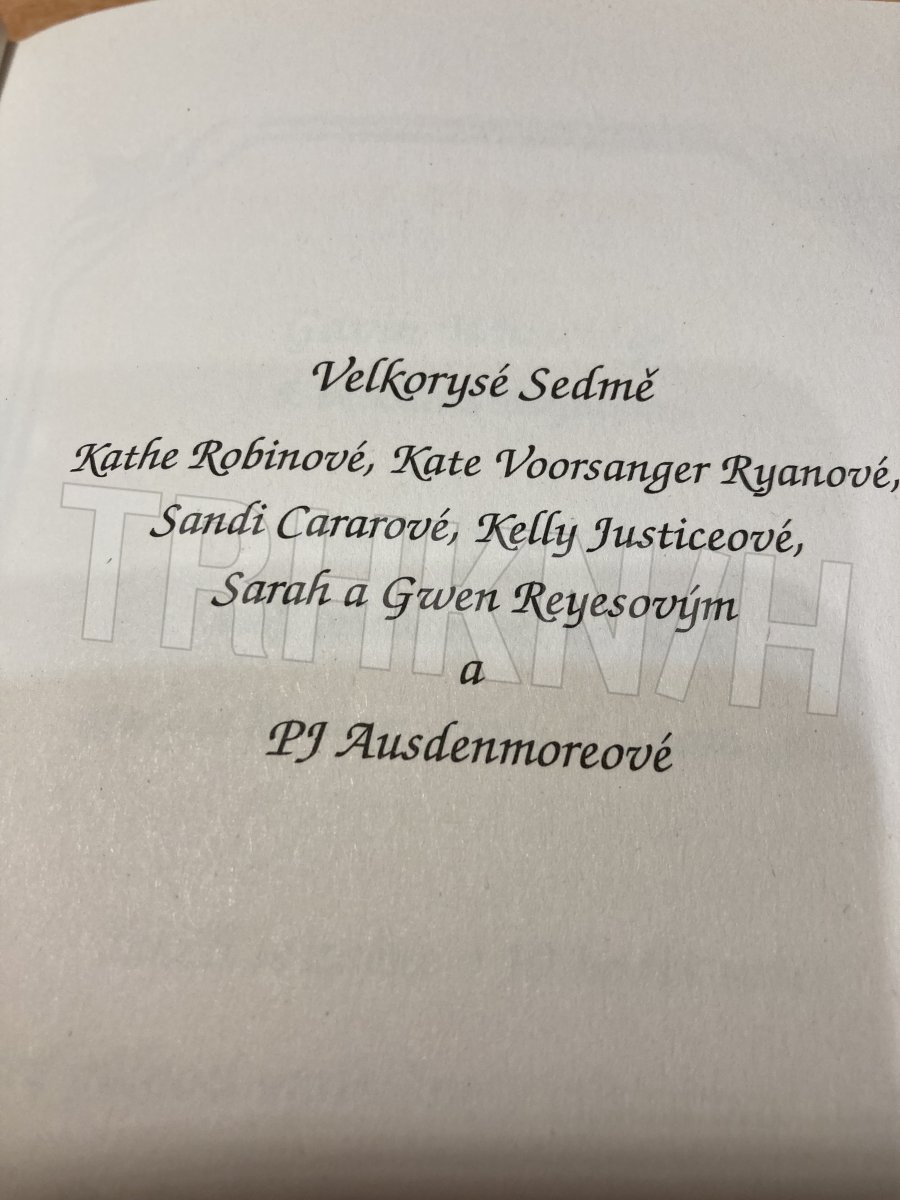 Velkorysé Sedmě
Kathe Robinové, Kate Voorsanger Ryanové,
Sandi Cararové, Kelly Justiceové,
Sarah a Gwen Reyesovým
a
PJ Ausdenmoreové
TRHKNIH